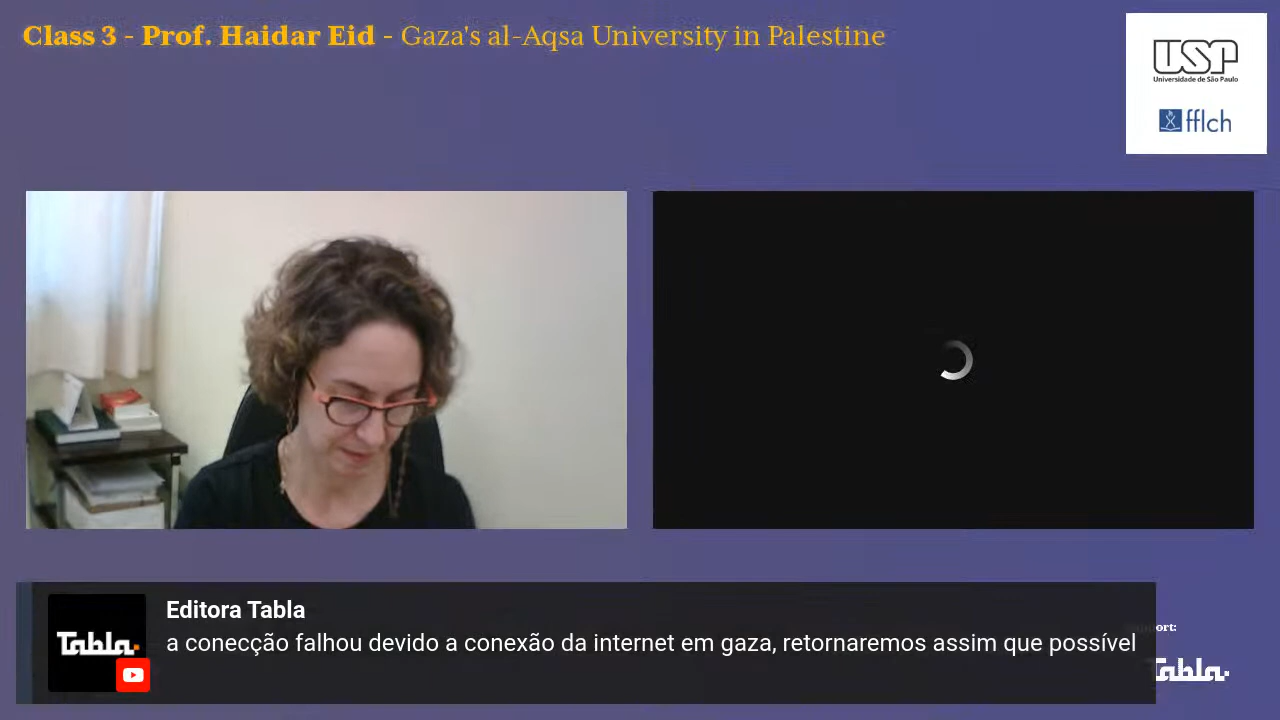 Class 3 - Prof. Haidar Eid - Gaza's al-Aqsa University in Palestine
USP
Universidade de São Paulo
fflch
Editora Tabla
Tabla.
a conecção falhou devido a conexão da internet em gaza, retornaremos assim que possível
Tabla.